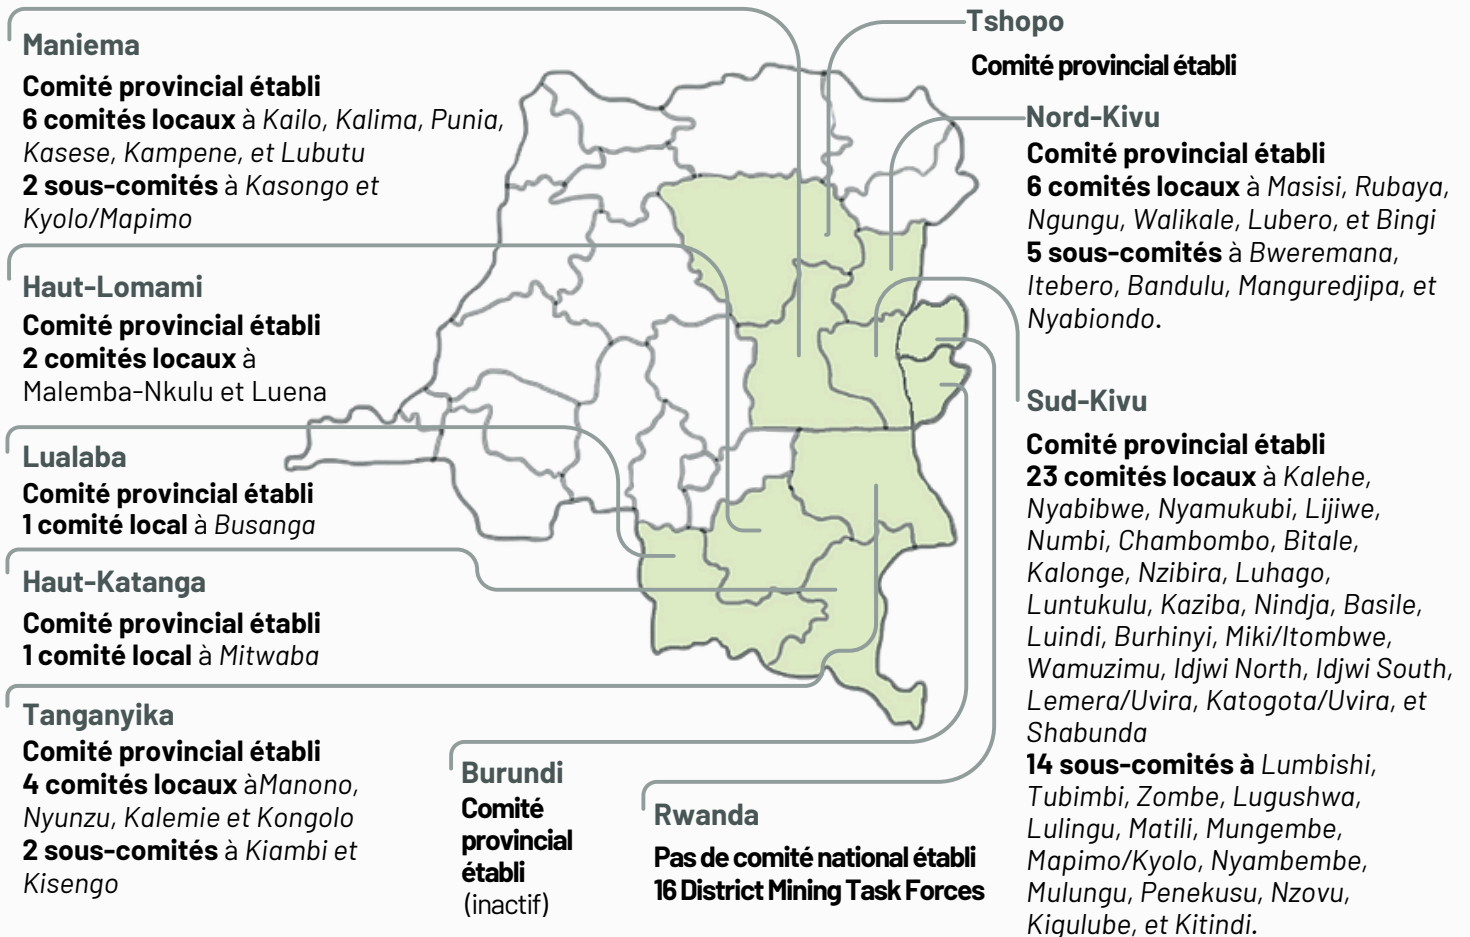 Maniema
Comité provincial établi
6 comités locaux à Kailo, Kalima, Punia,
Kasese, Kampene, et Lubutu
2 sous-comités à Kasongo et
Kyolo/Mapimo
Haut-Lomami
Comité provincial établi
2 comités locaux à
Malemba-Nkulu et Luena
Lualaba
Comité provincial établi
1 comité local à Busanga
Haut-Katanga
Comité provincial établi
1 comité local à Mitwaba
Tanganyika
Comité provincial établi
4 comités locaux àManono,
Nyunzu, Kalemie et Kongolo
2 sous-comités à Kiambi et
Kisengo
Burundi
Comité
provincial
établi
(inactif)
Rwanda
Pas de comité national établi
16 District Mining Task Forces
Tshopo
Comité provincial établi
Nord-Kivu
Comité provincial établi
6 comités locaux à Masisi, Rubaya,
Ngungu, Walikale, Lubero, et Bingi
5 sous-comités à Bweremana,
Itebero, Bandulu, Manguredjipa, et
Nyabiondo.
Sud-Kivu
Comité provincial établi
23 comités locaux à Kalehe,
Nyabibwe, Nyamukubi, Lijiwe,
Numbi, Chambombo, Bitale,
Kalonge, Nzibira, Luhago,
Luntukulu, Kaziba, Nindja, Basile,
Luindi, Burhinyi, Miki/Itombwe,
Wamuzimu, Idjwi North, Idjwi South,
Lemera/Uvira, Katogota/Uvira, et
Shabunda
14 sous-comités à Lumbishi,
Tubimbi, Zombe, Lugushwa,
Lulingu, Matili, Mungembe,
Mapimo/Kyolo, Nyambembe,
Mulungu, Penekusu, Nzovu,
Kigulube, et Kitindi.